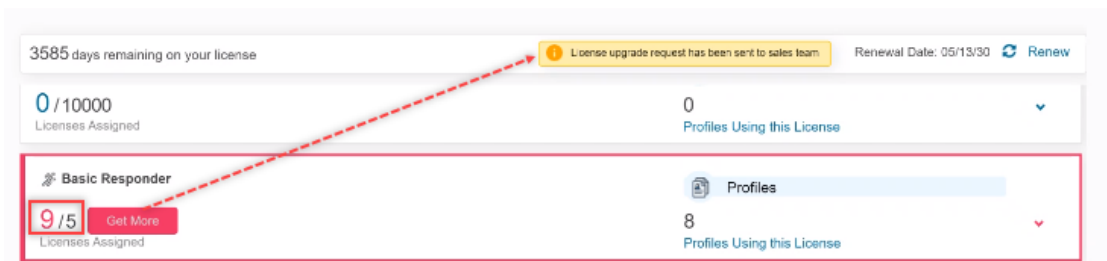 3585 days remaining on your license
License upgrade request has been sent to sales team
Renewal Date: 05/13/30
Renew
0/10000
Licenses Assigned
0
Profiles Using this License
Basic Responder
Profiles
9/5
Get More
Licenses Assigned
8
Profiles Using this License